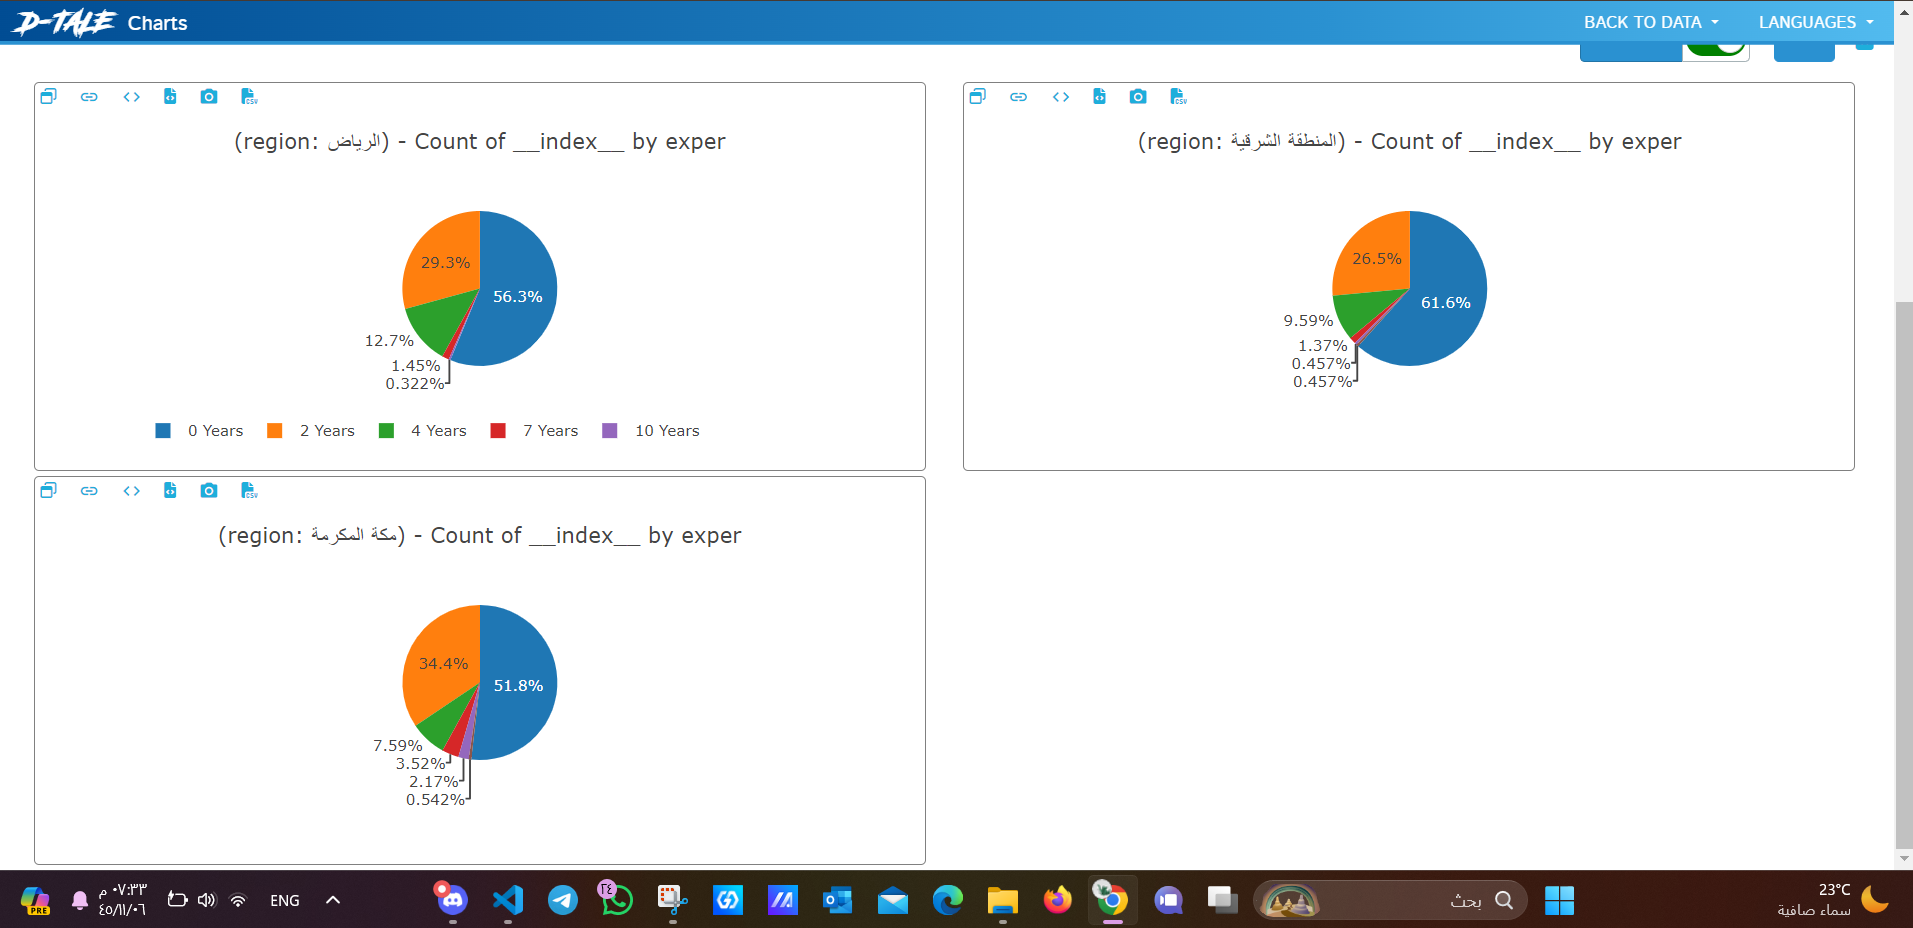 D-TALE Charts
BACK TO DATA
LANGUAGES
(region: الرياض) - Count of __index__ by exper
29.3%
56.3%
12.7%
1.45%
0.322%
0 Years
2 Years
4 Years
7 Years
10 Years
(region: المنطقة الشرقية) - Count of __index__ by exper
26.5%
61.6%
9.59%
1.37%
0.457%
0.457%
(region: مكة المكرمة) - Count of __index__ by exper
34.4%
51.8%
7.59%
3.52%
2.17%
0.542%
PRE
٠٧:٣٣ م
٤٥/١١/٠٦
ENG
٢٤
بحث
23°C
سماء صافية